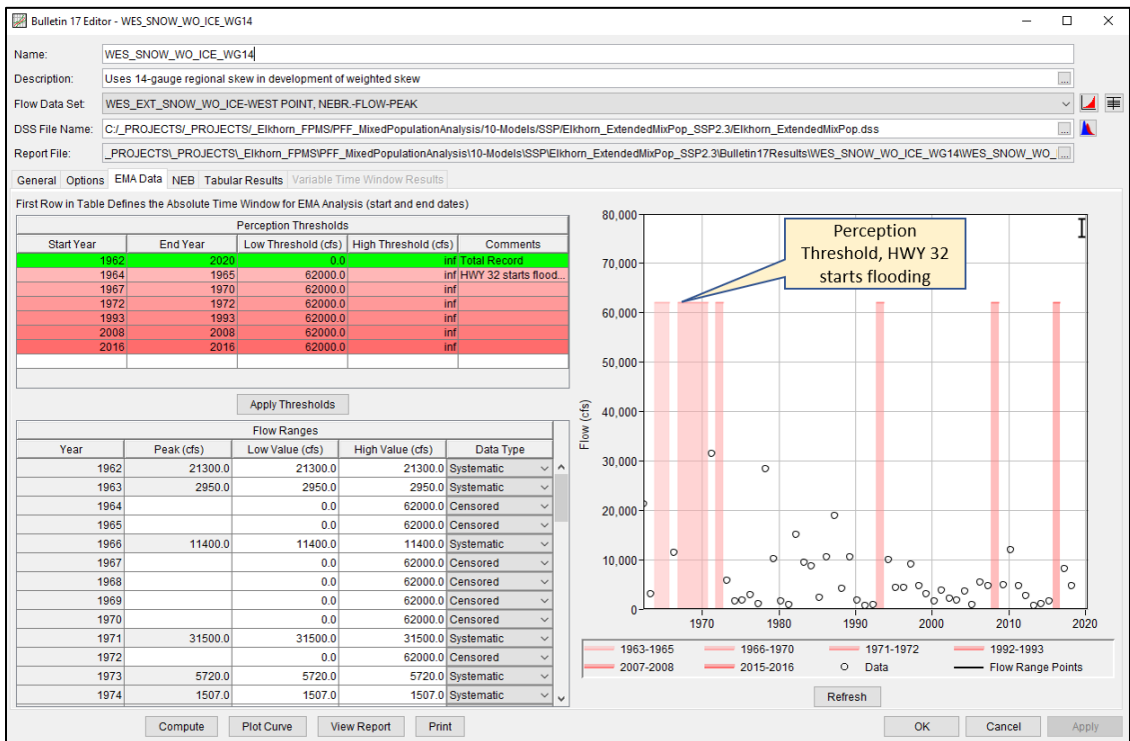 Bulletin 17 Editor - WES_SNOW_WO_ICE_WG14
Name: WES_SNOW_WO_ICE_WG14
Description: Uses 14-gauge regional skew in development of weighted skew ...
Flow Data Set: WES_EXT_SNOW_WO_ICE-WEST POINT, NEBR.-FLOW-PEAK
DSS File Name: C:/_PROJECTS/_PROJECTS/_Elkhorn_FPMS/PFF_MixedPopulationAnalysis/10-Models/SSP/Elkhorn_ExtendedMixPop_SSP2.3/Elkhorn_ExtendedMixPop.dss ...
Report File: _PROJECTS\_PROJECTS\_Elkhorn_FPMS\PFF_MixedPopulationAnalysis\10-Models\SSP\Elkhorn_ExtendedMixPop_SSP2.3\Bulletin17Results\WES_SNOW_WO_ICE_WG14\WES_SNOW_WO_ ...
General Options EMA Data NEB Tabular Results Variable Time Window Results
First Row in Table Defines the Absolute Time Window for EMA Analysis (start and end dates)
Perception Thresholds
Start Year End Year Low Threshold (cfs) High Threshold (cfs) Comments
1962 2020 0.0 inf Total Record
1964 1965 62000.0 inf HWY 32 starts flood...
1967 1970 62000.0 inf
1972 1972 62000.0 inf
1993 1993 62000.0 inf
2008 2008 62000.0 inf
2016 2016 62000.0 inf
Apply Thresholds
Flow Ranges
Year Peak (cfs) Low Value (cfs) High Value (cfs) Data Type
1962 21300.0 21300.0 21300.0 Systematic
1963 2950.0 2950.0 2950.0 Systematic
1964 0.0 62000.0 Censored
1965 0.0 62000.0 Censored
1966 11400.0 11400.0 11400.0 Systematic
1967 0.0 62000.0 Censored
1968 0.0 62000.0 Censored
1969 0.0 62000.0 Censored
1970 0.0 62000.0 Censored
1971 31500.0 31500.0 31500.0 Systematic
1972 0.0 62000.0 Censored
1973 5720.0 5720.0 5720.0 Systematic
1974 1507.0 1507.0 1507.0 Systematic
80,000
70,000
60,000
50,000
40,000
30,000
20,000
10,000
0
Flow (cfs)
Perception
Threshold, HWY 32
starts flooding
1970 1980 1990 2000 2010 2020
1963-1965 1966-1970 1971-1972 1992-1993
2007-2008 2015-2016 Data Flow Range Points
Refresh
Compute Plot Curve View Report Print OK Cancel Apply